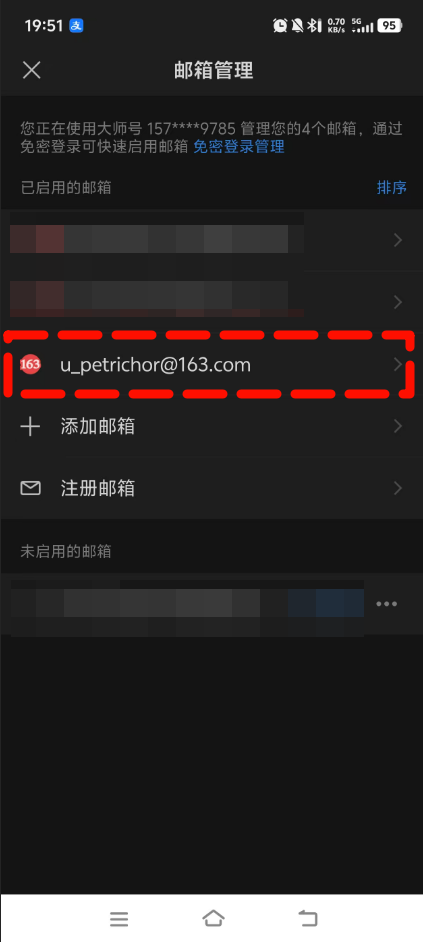 19:51
0.70 KB/s
5G
95
邮箱管理
您正在使用大师号 157****9785 管理您的4个邮箱，通过
免密登录可快速启用邮箱 免密登录管理
已启用的邮箱
排序
163 u_petrichor@163.com
添加邮箱
注册邮箱
未启用的邮箱